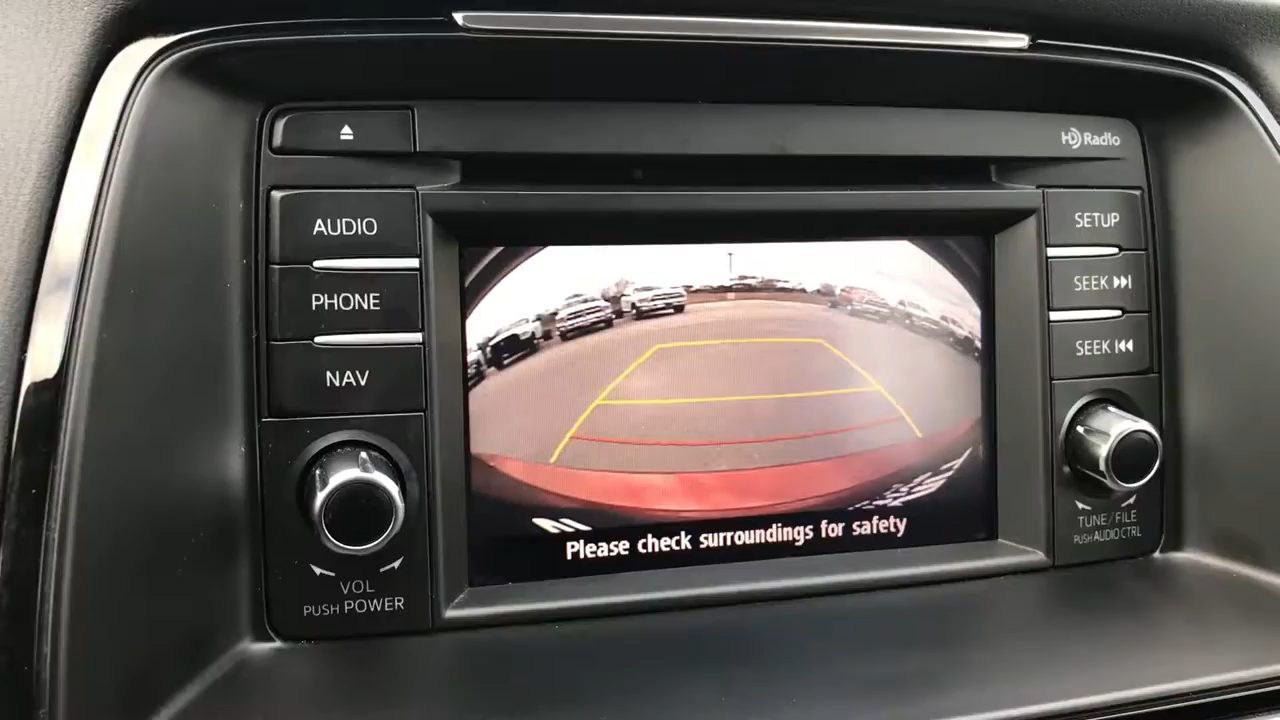 HD Radio
AUDIO
PHONE
NAV
VOL
PUSH POWER
Please check surroundings for safety
SETUP
SEEK
SEEK
TUNE/FILE
PUSH AUDIO CTRL